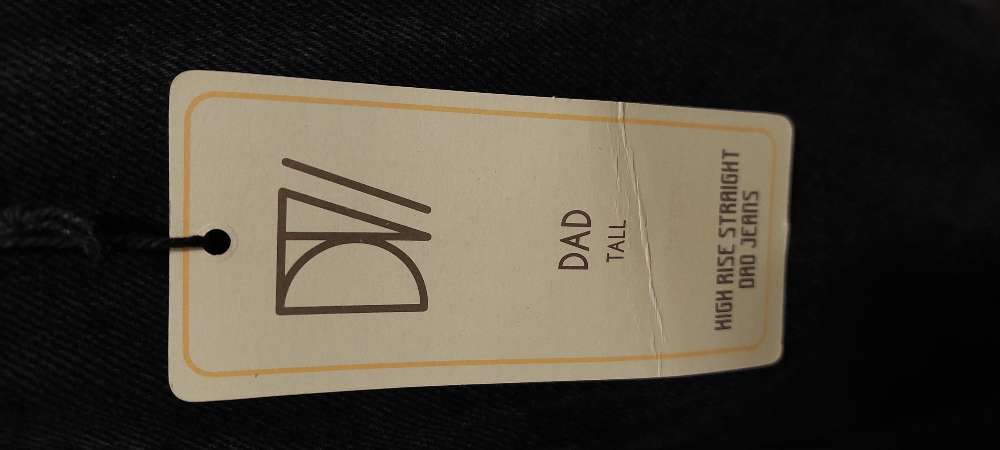 DAD
TALL
HIGH RISE STRAIGHT
DAD JEANS